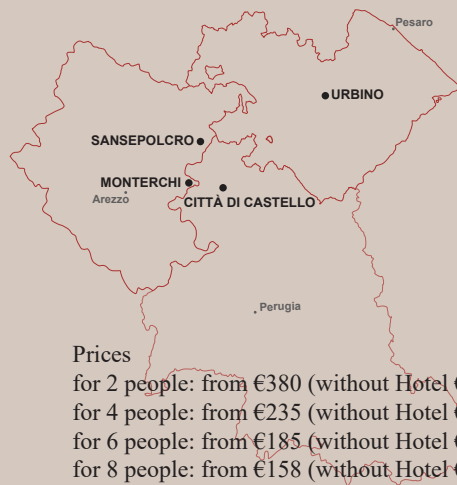 Pesaro
URBINO
SANSEPOLCRO
MONTERCHI
Arezzo
CITTÀ DI CASTELLO
Perugia
Prices
for 2 people: from €380 (without Hotel €
for 4 people: from €235 (without Hotel €
for 6 people: from €185 (without Hotel €
for 8 people: from €158 (without Hotel €